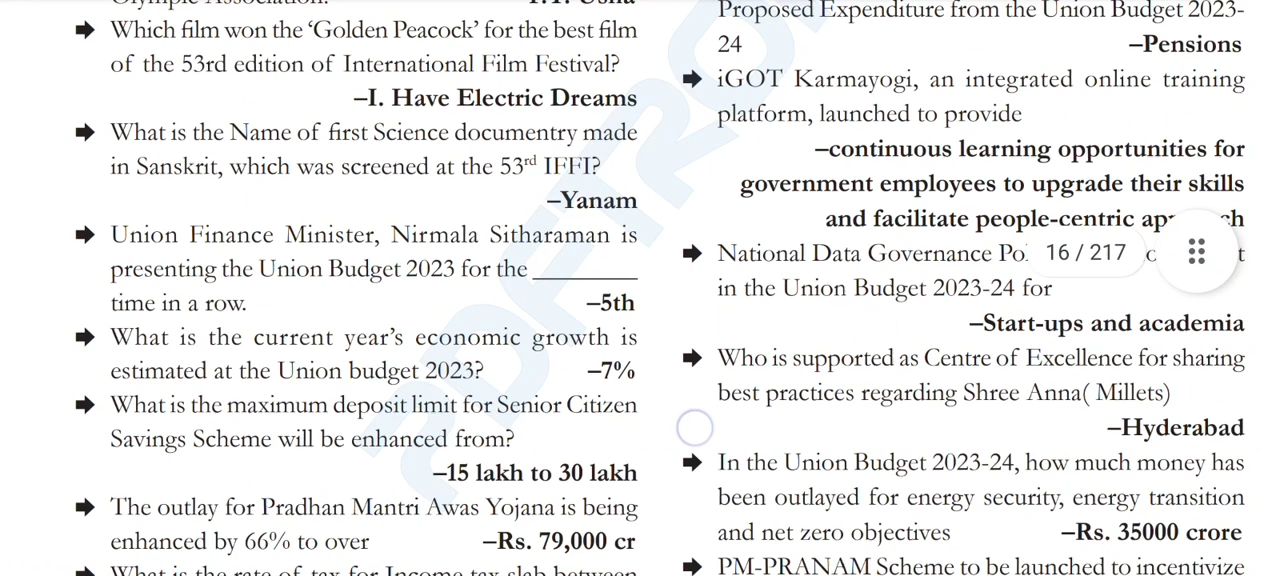 ➡ Which film won the ‘Golden Peacock’ for the best film
of the 53rd edition of International Film Festival?
–I. Have Electric Dreams
➡ What is the Name of first Science documentry made
in Sanskrit, which was screened at the 53rd IFFI?
–Yanam
➡ Union Finance Minister, Nirmala Sitharaman is
presenting the Union Budget 2023 for the ________
time in a row. –5th
➡ What is the current year’s economic growth is
estimated at the Union budget 2023? –7%
➡ What is the maximum deposit limit for Senior Citizen
Savings Scheme will be enhanced from?
–15 lakh to 30 lakh
➡ The outlay for Pradhan Mantri Awas Yojana is being
enhanced by 66% to over –Rs. 79,000 cr
➡ What is the rate of tax for Income tax slab between
Proposed Expenditure from the Union Budget 2023-
24 –Pensions
➡ iGOT Karmayogi, an integrated online training
platform, launched to provide
–continuous learning opportunities for
government employees to upgrade their skills
and facilitate people-centric
➡ National Data Governance
16 / 217
in the Union Budget 2023-24 for
–Start-ups and academia
➡ Who is supported as Centre of Excellence for sharing
best practices regarding Shree Anna( Millets)
–Hyderabad
➡ In the Union Budget 2023-24, how much money has
been outlayed for energy security, energy transition
and net zero objectives –Rs. 35000 crore
➡ PM-PRANAM Scheme to be launched to incentivize